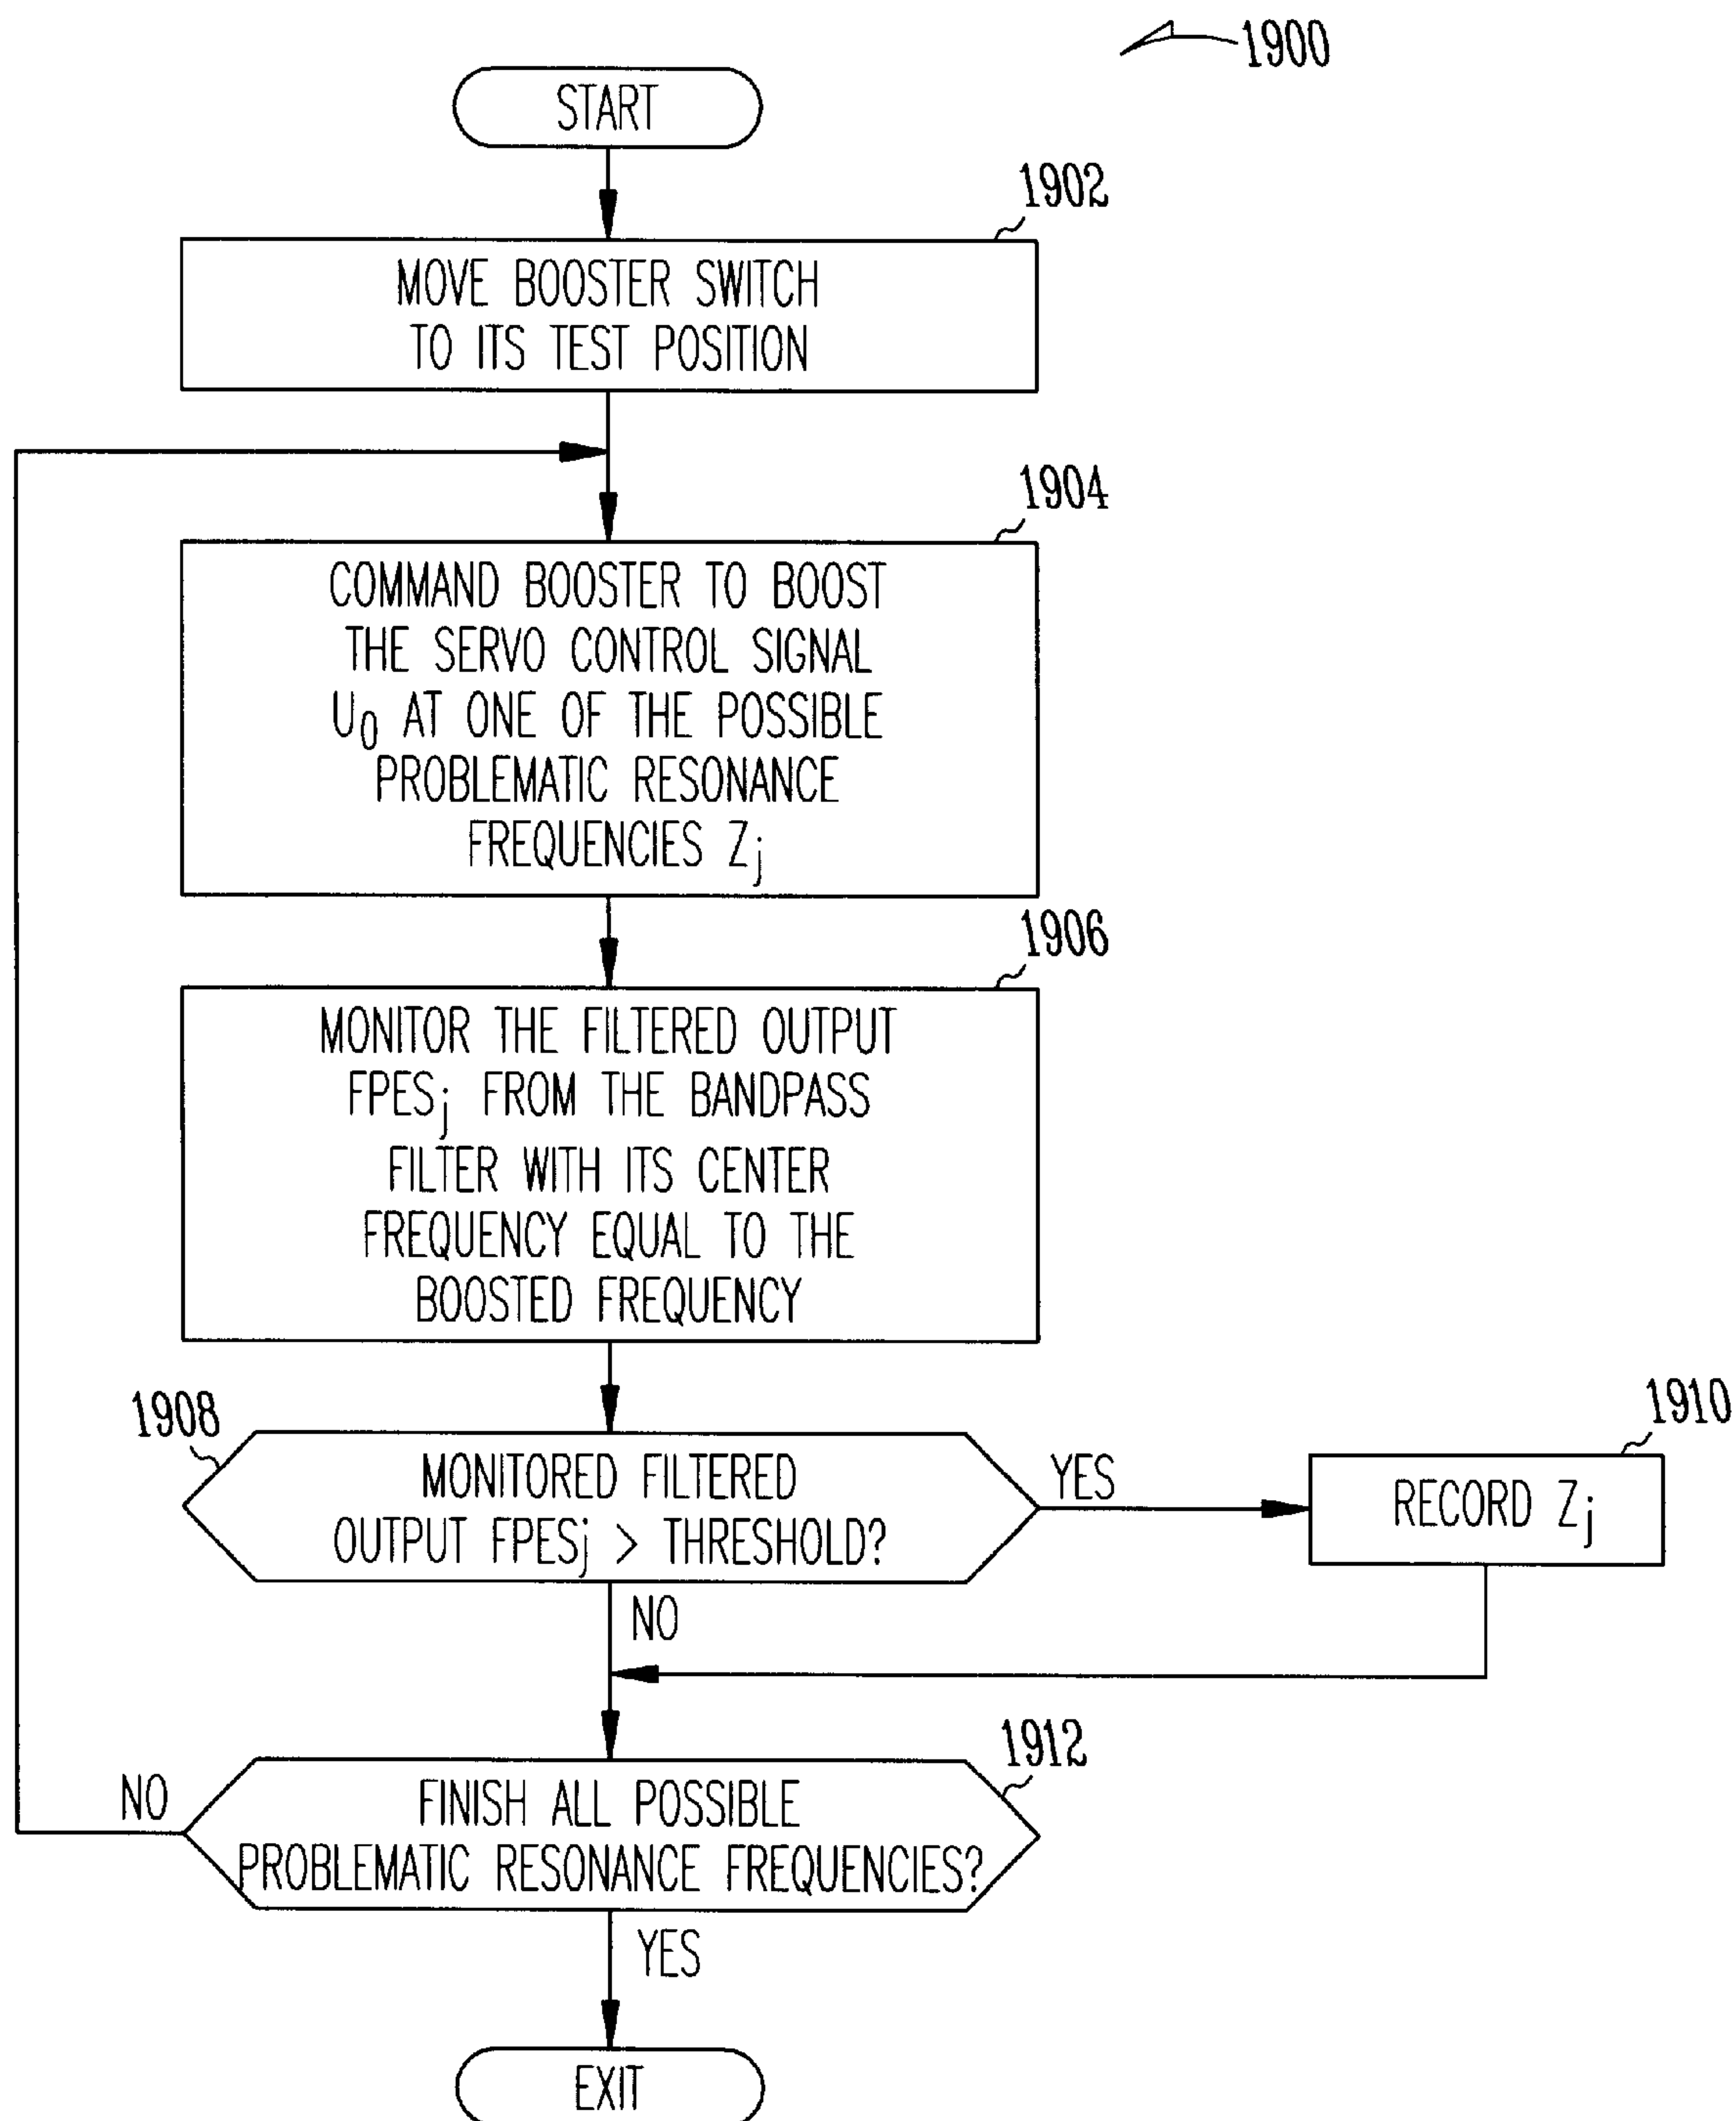 1900
START
1902
MOVE BOOSTER SWITCH
TO ITS TEST POSITION
1904
COMMAND BOOSTER TO BOOST
THE SERVO CONTROL SIGNAL
U0 AT ONE OF THE POSSIBLE
PROBLEMATIC RESONANCE
FREQUENCIES Zj
1906
MONITOR THE FILTERED OUTPUT
FPESj FROM THE BANDPASS
FILTER WITH ITS CENTER
FREQUENCY EQUAL TO THE
BOOSTED FREQUENCY
1908
MONITORED FILTERED
OUTPUT FPESj > THRESHOLD?
YES
1910
RECORD Zj
NO
1912
FINISH ALL POSSIBLE
PROBLEMATIC RESONANCE FREQUENCIES?
NO
YES
EXIT